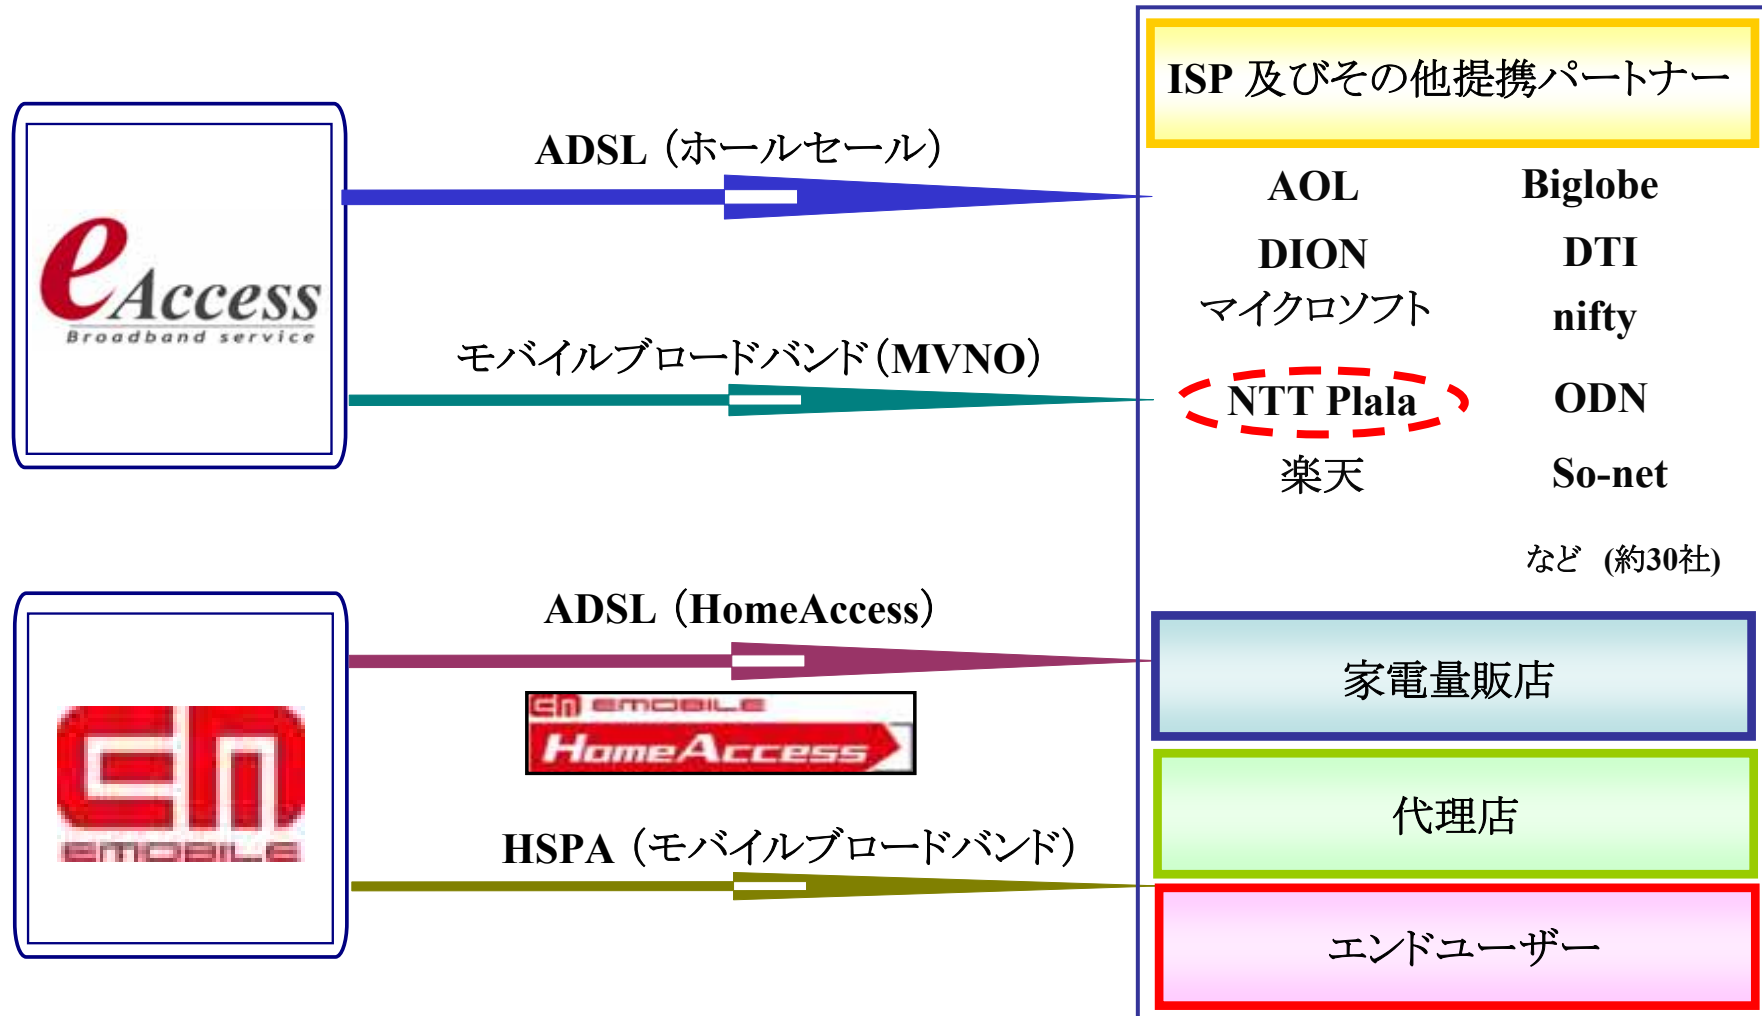 ISP 及びその他提携パートナー
ADSL（ホールセール）
AOL Biglobe
DION DTI
マイクロソフト nifty
eAccess
Broadband service
モバイルブロードバンド（MVNO）
NTT Plala ODN
楽天 So-net
など (約30社)
ADSL（HomeAccess）
家電量販店
EM EMOBILE
HomeAccess
EM
EMOBILE
代理店
HSPA（モバイルブロードバンド）
エンドユーザー